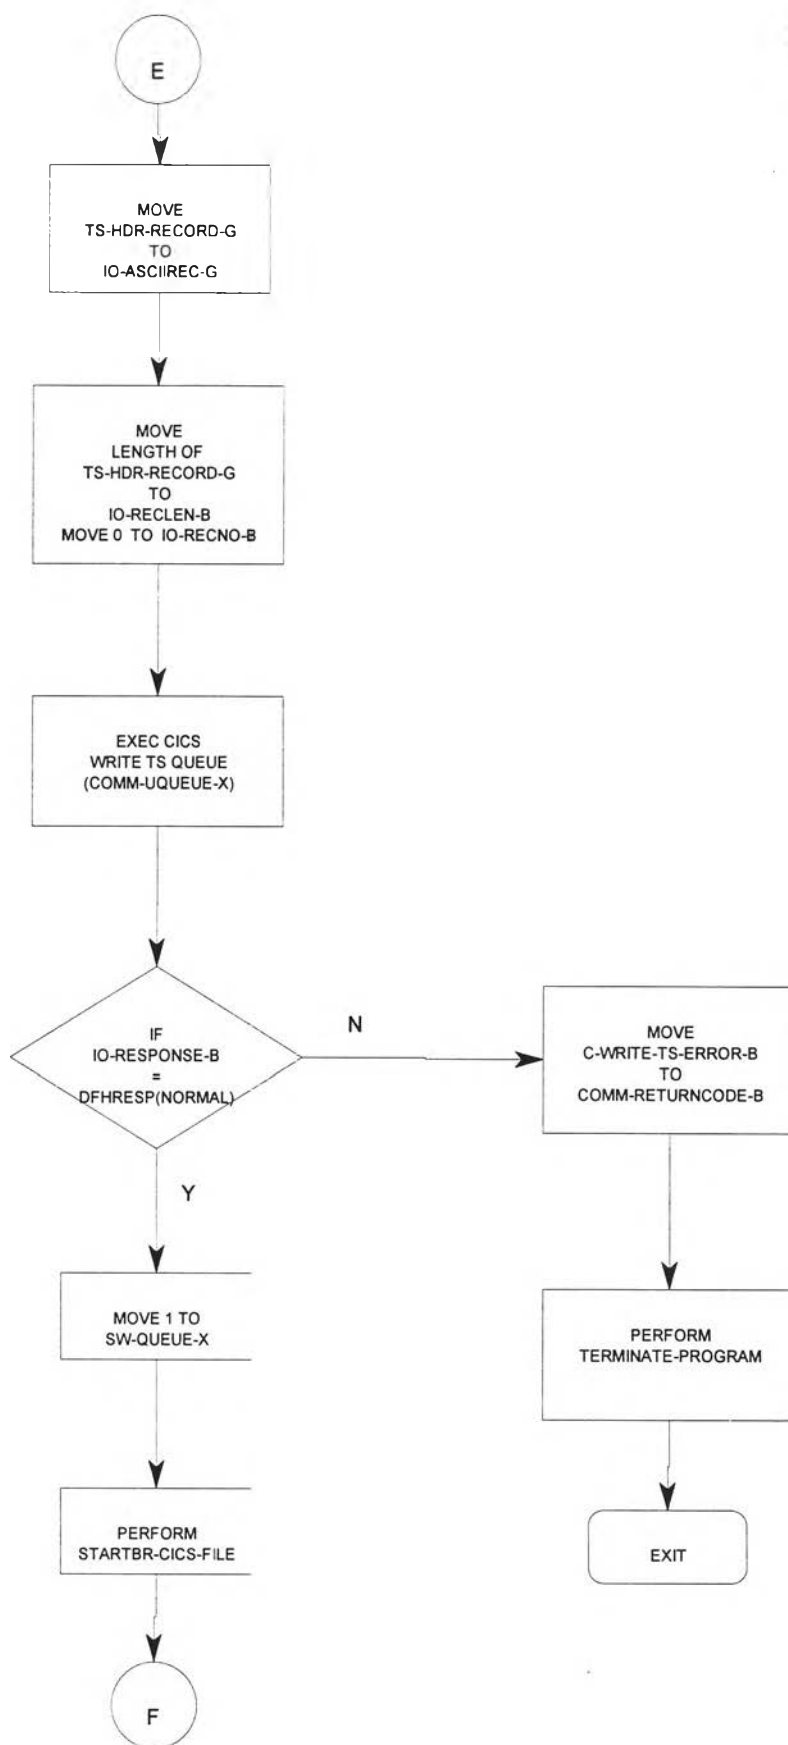 E
MOVE
TS-HDR-RECORD-G
TO
IO-ASCIIREC-G
MOVE
LENGTH OF
TS-HDR-RECORD-G
TO
IO-RECLEN-B
MOVE 0 TO IO-RECNO-B
EXEC CICS
WRITE TS QUEUE
(COMM-UQUEUE-X)
IF
IO-RESPONSE-B
=
DFHRESP(NORMAL)
N
MOVE
C-WRITE-TS-ERROR-B
TO
COMM-RETURNCODE-B
Y
MOVE 1 TO
SW-QUEUE-X
PERFORM
TERMINATE-PROGRAM
PERFORM
STARTBR-CICS-FILE
EXIT
F